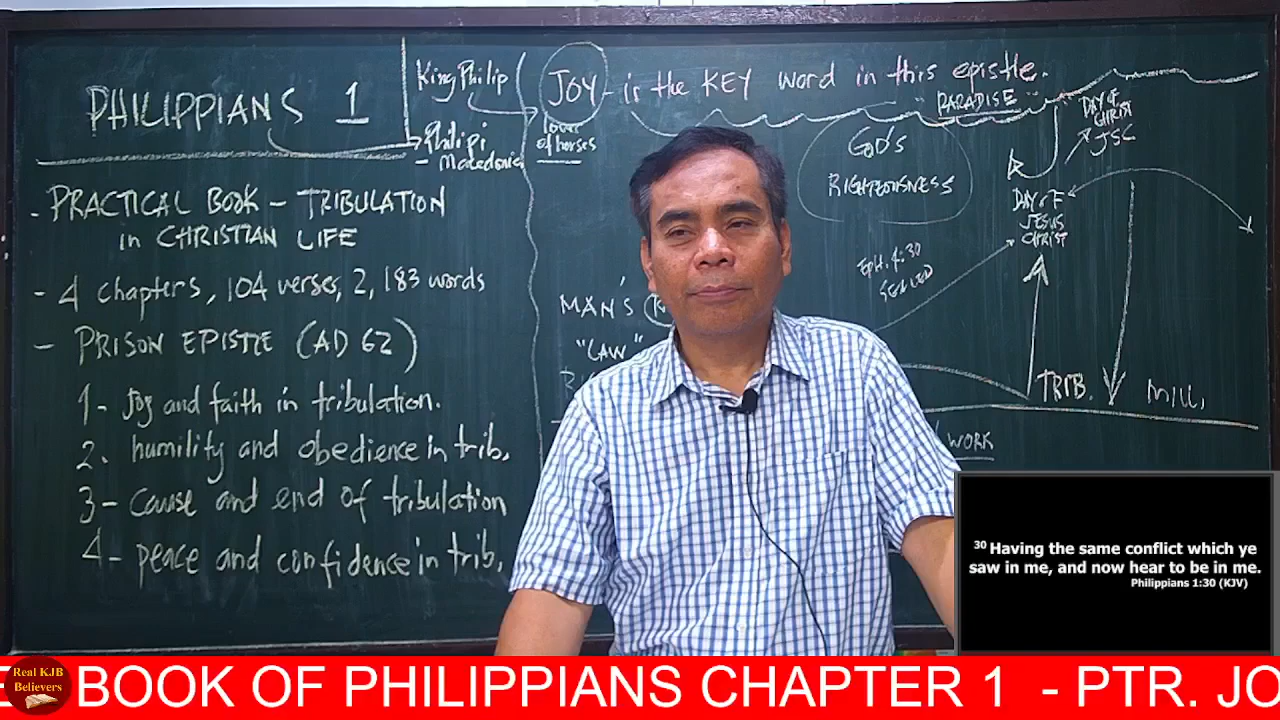 PHILIPPIANS 1
King Philip
Philipi
- Macedonia
lover
of horses
JOY - is the KEY word in this epistle.
"PARADISE"
DAY OF
CHRIST
JSC
- PRACTICAL BOOK - TRIBULATION
in CHRISTIAN LIFE
- 4 chapters, 104 verses, 2,183 words
- PRISON EPISTLE (AD 62)
1 - Joy and faith in tribulation.
2. humility and obedience in trib.
3 - cause and end of tribulation
4 - peace and confidence in trib.
God's
RIGHTEOUSNESS
DAY OF
JESUS
CHRIST
Eph. 4:30
SEALED
MAN'S
"LAW"
TRIB.
MILL.
WORK
30 Having the same conflict which ye
saw in me, and now hear to be in me.
Philippians 1:30 (KJV)
Real KJB
Believers
BOOK OF PHILIPPIANS CHAPTER 1 - PTR. JO